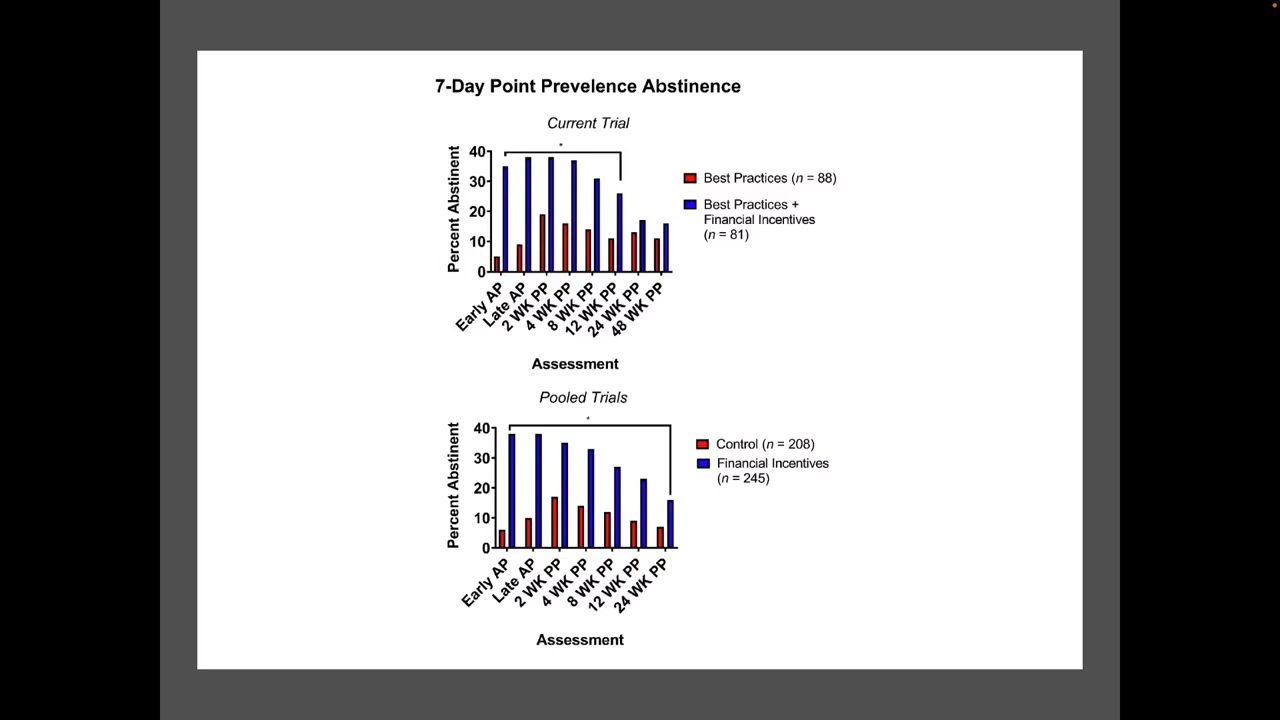 7-Day Point Prevelence Abstinence
Current Trial
*
Percent Abstinent
40
30
20
10
0
Early AP
Late AP
2 WK PP
4 WK PP
8 WK PP
12 WK PP
24 WK PP
48 WK PP
Assessment
Best Practices (n = 88)
Best Practices +
Financial Incentives
(n = 81)
Pooled Trials
*
Percent Abstinent
40
30
20
10
0
Early AP
Late AP
2 WK PP
4 WK PP
8 WK PP
12 WK PP
24 WK PP
Assessment
Control (n = 208)
Financial Incentives
(n = 245)